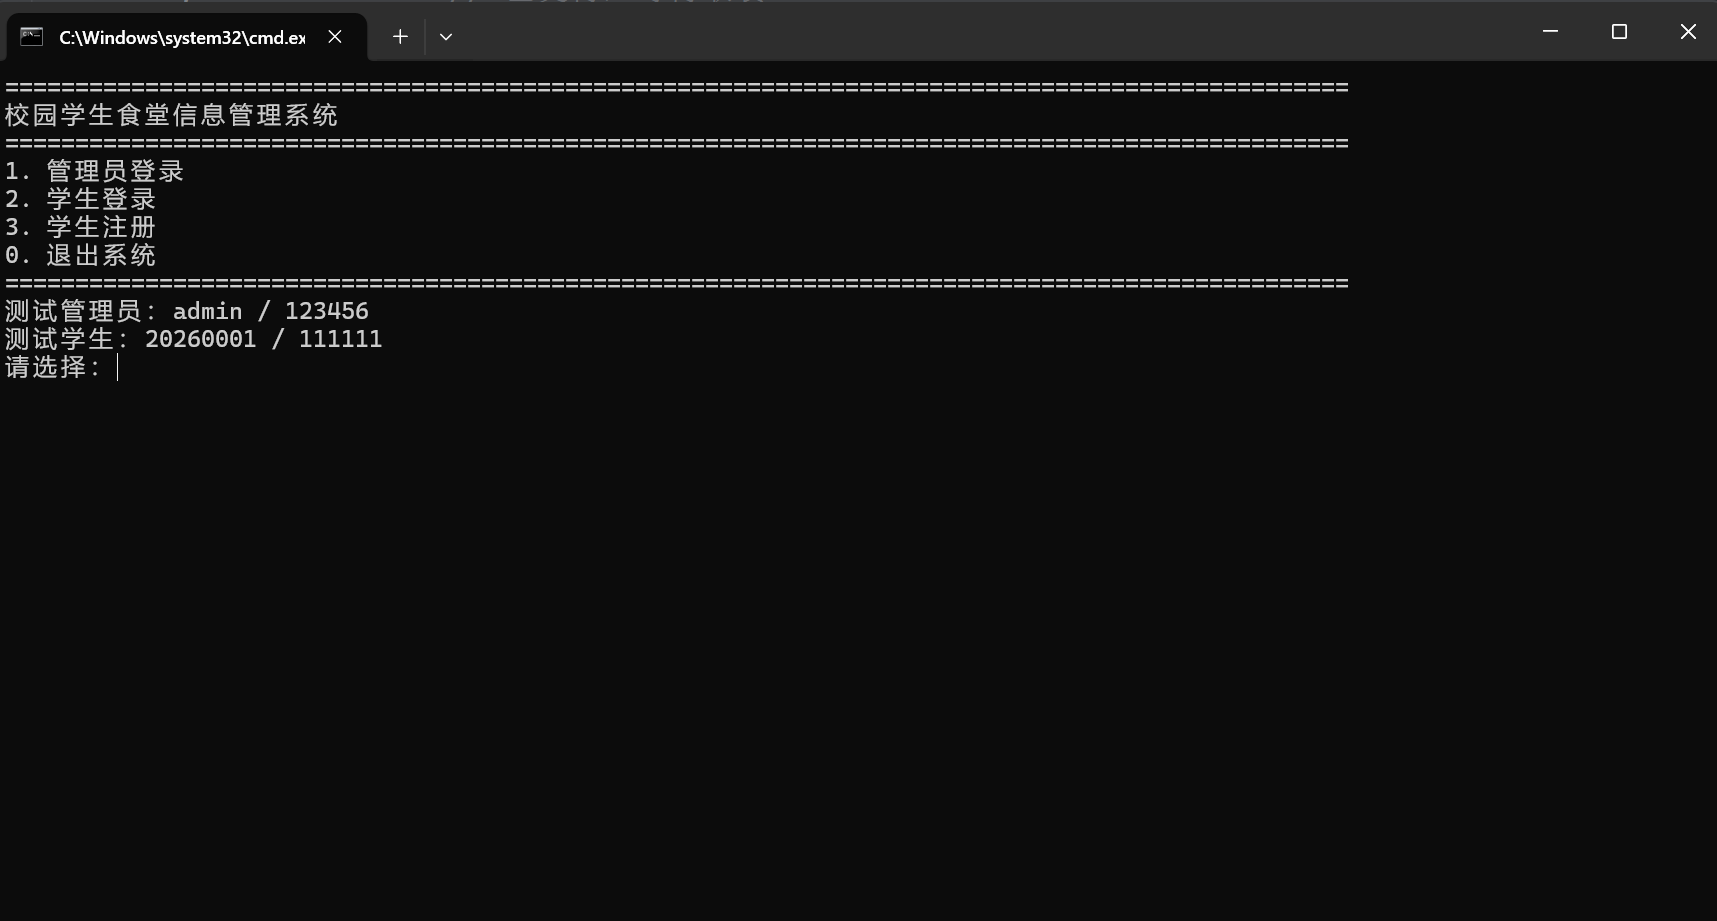 C:\Windows\system32\cmd.ex
================================================================================================
校园学生食堂信息管理系统
================================================================================================
1. 管理员登录
2. 学生登录
3. 学生注册
0. 退出系统
================================================================================================
测试管理员: admin / 123456
测试学生: 20260001 / 111111
请选择: